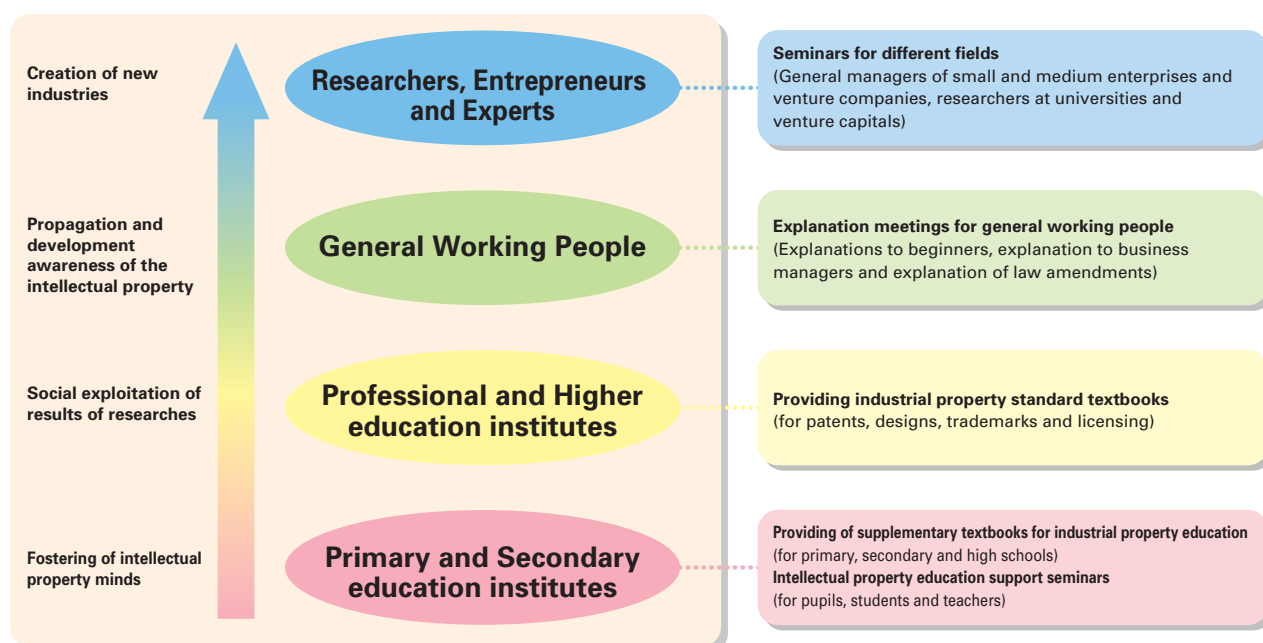 Creation of new
industries
Researchers, Entrepreneurs
and Experts
Seminars for different fields
(General managers of small and medium enterprises and
venture companies, researchers at universities and
venture capitals)
Propagation and
development
awareness of the
intellectual property
General Working People
Explanation meetings for general working people
(Explanations to beginners, explanation to business
managers and explanation of law amendments)
Social exploitation of
results of researches
Professional and Higher
education institutes
Providing industrial property standard textbooks
(for patents, designs, trademarks and licensing)
Fostering of intellectual
property minds
Primary and Secondary
education institutes
Providing of supplementary textbooks for industrial property education
(for primary, secondary and high schools)
Intellectual property education support seminars
(for pupils, students and teachers)